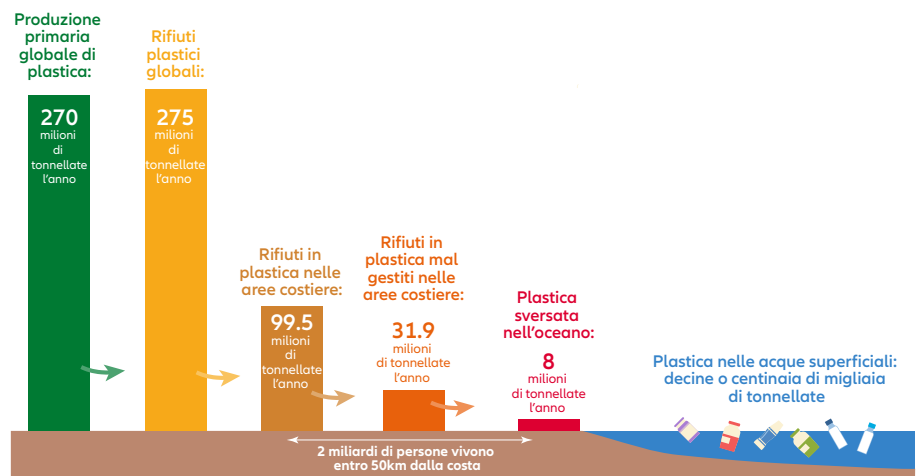 Produzione
primaria
globale di
plastica:
270
milioni
di
tonnellate
l'anno
Rifiuti
plastici
globali:
275
milioni
di
tonnellate
l'anno
Rifiuti in
plastica nelle
aree costiere:
99.5
milioni
di
tonnellate
l'anno
Rifiuti in
plastica mal
gestiti nelle
aree costiere:
31.9
milioni
di tonnellate
l'anno
Plastica
sversata
nell'oceano:
8
milioni
di tonnellate
l'anno
Plastica nelle acque superficiali:
decine o centinaia di migliaia
di tonnellate
2 miliardi di persone vivono
entro 50km dalla costa